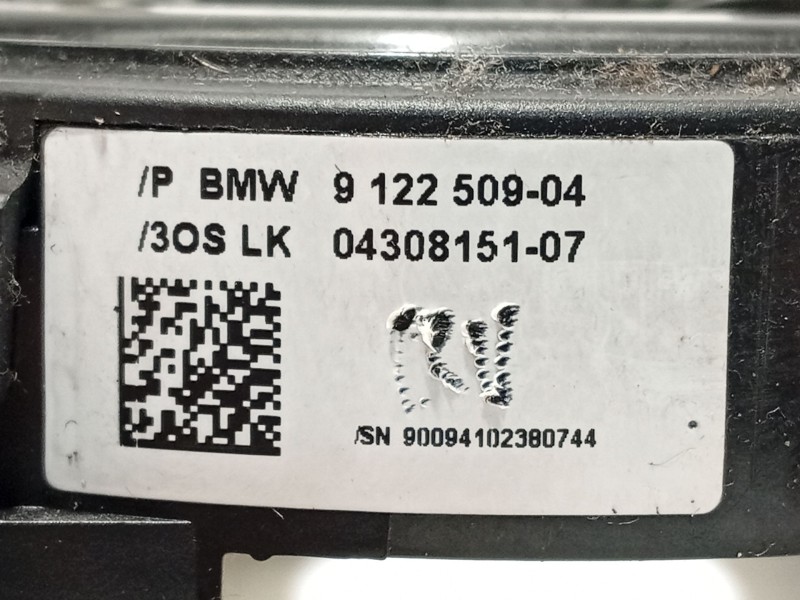 /P BMW 9 122 509-04
/3OS LK 04308151-07
/SN 90094102380744